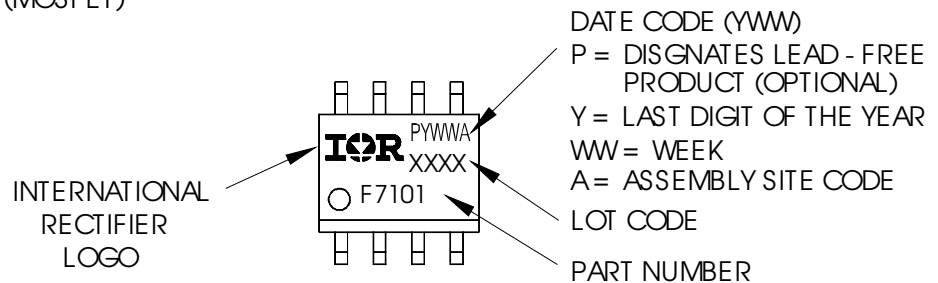 (MOSFET)
DATE CODE (YWW)
P = DISGNATES LEAD - FREE
PRODUCT (OPTIONAL)
Y = LAST DIGIT OF THE YEAR
WW = WEEK
A = ASSEMBLY SITE CODE
LOT CODE
PART NUMBER
INTERNATIONAL
RECTIFIER
LOGO
IOR
PYWWA
XXXX
F7101